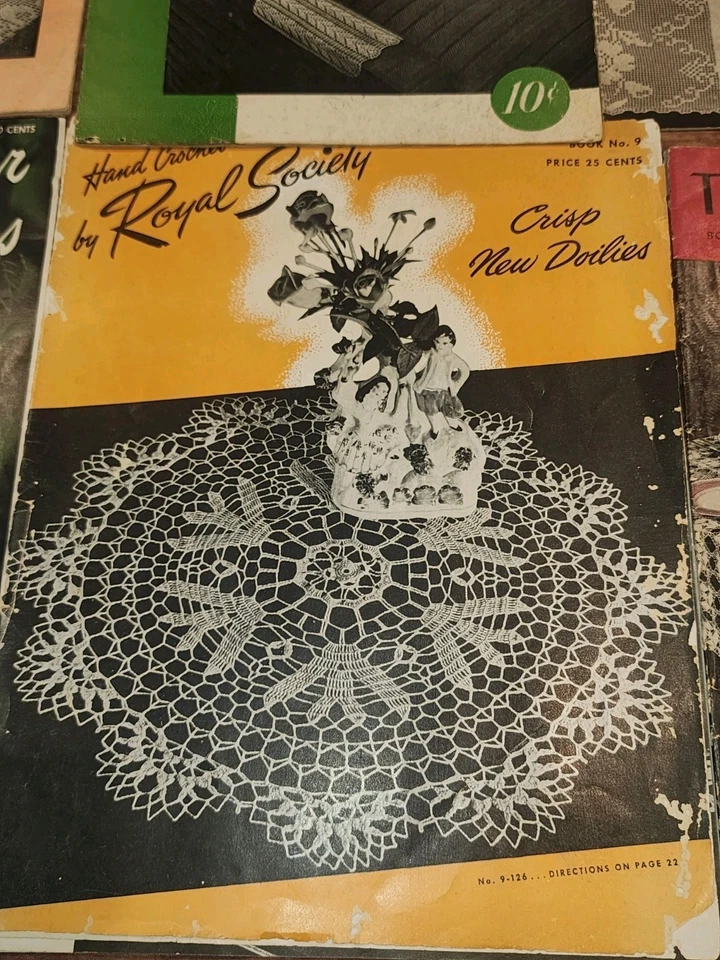 10¢
CENTS
Hand Crochet
by Royal Society
BOOK No. 9
PRICE 25 CENTS
Crisp
New Doilies
No. 9-126 ... DIRECTIONS ON PAGE 22